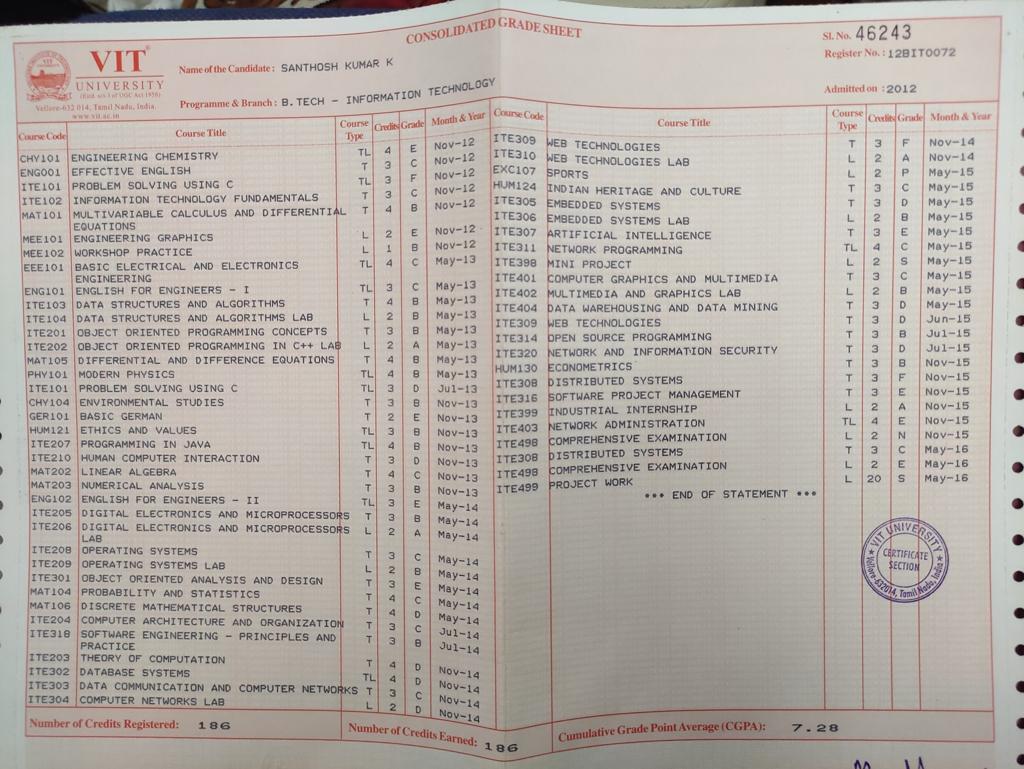 CONSOLIDATED GRADE SHEET
Sl. No. 46243
VIT
UNIVERSITY
(Estd. u/s 3 of UGC Act 1956)
Vellore-632 014, Tamil Nadu, India.
www.vit.ac.in
Name of the Candidate : SANTHOSH KUMAR K
Register No. : 12BIT0072
Programme & Branch : B.TECH - INFORMATION TECHNOLOGY
Admitted on : 2012
Course Code Course Title Course Type Credits Grade Month & Year
CHY101 ENGINEERING CHEMISTRY TL 4 E Nov-12
ENG001 EFFECTIVE ENGLISH T 3 C Nov-12
ITE101 PROBLEM SOLVING USING C TL 3 F Nov-12
ITE102 INFORMATION TECHNOLOGY FUNDAMENTALS T 3 C Nov-12
MAT101 MULTIVARIABLE CALCULUS AND DIFFERENTIAL T 4 B Nov-12
EQUATIONS
MEE101 ENGINEERING GRAPHICS L 2 E Nov-12
MEE102 WORKSHOP PRACTICE L 1 B Nov-12
EEE101 BASIC ELECTRICAL AND ELECTRONICS TL 4 C May-13
ENGINEERING
ENG101 ENGLISH FOR ENGINEERS - I TL 3 C May-13
ITE103 DATA STRUCTURES AND ALGORITHMS T 4 B May-13
ITE104 DATA STRUCTURES AND ALGORITHMS LAB L 2 B May-13
ITE201 OBJECT ORIENTED PROGRAMMING CONCEPTS T 3 B May-13
ITE202 OBJECT ORIENTED PROGRAMMING IN C++ LAB L 2 A May-13
MAT105 DIFFERENTIAL AND DIFFERENCE EQUATIONS T 4 B May-13
PHY101 MODERN PHYSICS TL 4 B May-13
ITE101 PROBLEM SOLVING USING C TL 3 D Jul-13
CHY104 ENVIRONMENTAL STUDIES T 3 B Nov-13
GER101 BASIC GERMAN T 2 E Nov-13
HUM121 ETHICS AND VALUES TL 3 B Nov-13
ITE207 PROGRAMMING IN JAVA TL 4 B Nov-13
ITE210 HUMAN COMPUTER INTERACTION T 3 D Nov-13
MAT202 LINEAR ALGEBRA T 4 C Nov-13
MAT203 NUMERICAL ANALYSIS T 3 B Nov-13
ENG102 ENGLISH FOR ENGINEERS - II TL 3 E May-14
ITE205 DIGITAL ELECTRONICS AND MICROPROCESSORS T 3 B May-14
ITE206 DIGITAL ELECTRONICS AND MICROPROCESSORS L 2 A May-14
LAB
ITE208 OPERATING SYSTEMS T 3 C May-14
ITE209 OPERATING SYSTEMS LAB L 2 B May-14
ITE301 OBJECT ORIENTED ANALYSIS AND DESIGN T 3 E May-14
MAT104 PROBABILITY AND STATISTICS T 4 C May-14
MAT106 DISCRETE MATHEMATICAL STRUCTURES T 4 D May-14
ITE204 COMPUTER ARCHITECTURE AND ORGANIZATION T 3 C Jul-14
ITE318 SOFTWARE ENGINEERING - PRINCIPLES AND T 3 B Jul-14
PRACTICE
ITE203 THEORY OF COMPUTATION T 4 D Nov-14
ITE302 DATABASE SYSTEMS TL 4 D Nov-14
ITE303 DATA COMMUNICATION AND COMPUTER NETWORKS T 3 C Nov-14
ITE304 COMPUTER NETWORKS LAB L 2 D Nov-14
Course Code Course Title Course Type Credits Grade Month & Year
ITE309 WEB TECHNOLOGIES T 3 F Nov-14
ITE310 WEB TECHNOLOGIES LAB L 2 A Nov-14
EXC107 SPORTS L 2 P May-15
HUM124 INDIAN HERITAGE AND CULTURE T 3 C May-15
ITE305 EMBEDDED SYSTEMS T 3 D May-15
ITE306 EMBEDDED SYSTEMS LAB L 2 B May-15
ITE307 ARTIFICIAL INTELLIGENCE T 3 E May-15
ITE311 NETWORK PROGRAMMING TL 4 C May-15
ITE398 MINI PROJECT L 2 S May-15
ITE401 COMPUTER GRAPHICS AND MULTIMEDIA T 3 C May-15
ITE402 MULTIMEDIA AND GRAPHICS LAB L 2 B May-15
ITE404 DATA WAREHOUSING AND DATA MINING T 3 D May-15
ITE309 WEB TECHNOLOGIES T 3 D Jun-15
ITE314 OPEN SOURCE PROGRAMMING T 3 B Jul-15
ITE320 NETWORK AND INFORMATION SECURITY T 3 D Jul-15
HUM130 ECONOMETRICS T 3 B Nov-15
ITE308 DISTRIBUTED SYSTEMS T 3 F Nov-15
ITE316 SOFTWARE PROJECT MANAGEMENT T 3 E Nov-15
ITE399 INDUSTRIAL INTERNSHIP L 2 A Nov-15
ITE403 NETWORK ADMINISTRATION TL 4 E Nov-15
ITE498 COMPREHENSIVE EXAMINATION L 2 N Nov-15
ITE308 DISTRIBUTED SYSTEMS T 3 C May-16
ITE498 COMPREHENSIVE EXAMINATION L 2 E May-16
ITE499 PROJECT WORK L 20 S May-16
*** END OF STATEMENT ***
VIT UNIVERSITY
CERTIFICATE
SECTION
Vellore-632014, Tamil Nadu, India
Number of Credits Registered: 186
Number of Credits Earned: 186
Cumulative Grade Point Average (CGPA): 7.28